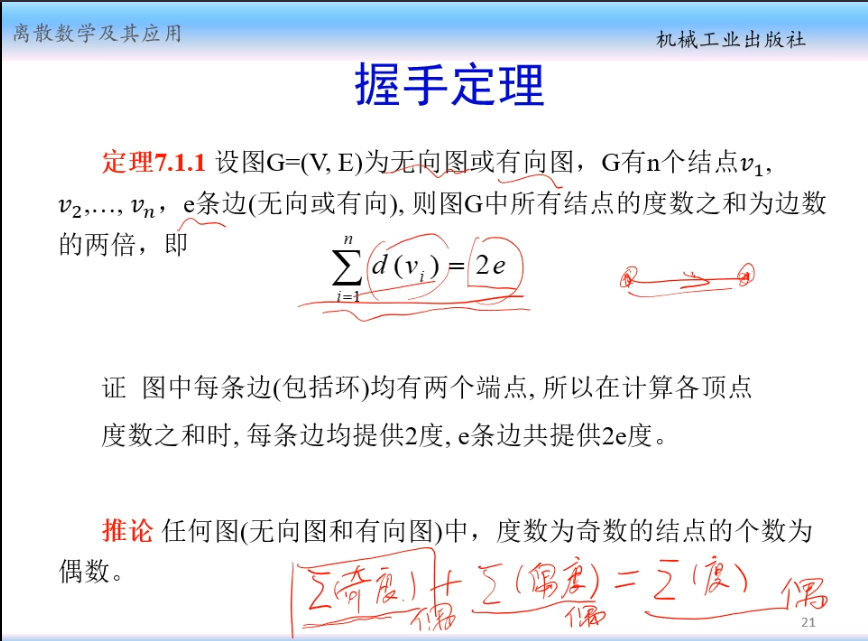 离散数学及其应用
机械工业出版社
握手定理
定理7.1.1 设图G=(V, E)为无向图或有向图，G有n个结点v₁,
v₂,…, vₙ，e条边(无向或有向), 则图G中所有结点的度数之和为边数
的两倍，即
n
∑ d(vᵢ) = 2e
i=1
证 图中每条边(包括环)均有两个端点, 所以在计算各顶点
度数之和时, 每条边均提供2度, e条边共提供2e度。
推论 任何图(无向图和有向图)中，度数为奇数的结点的个数为
偶数。
Σ(奇度) + Σ(偶度) = Σ(度) 偶
偶 偶
21